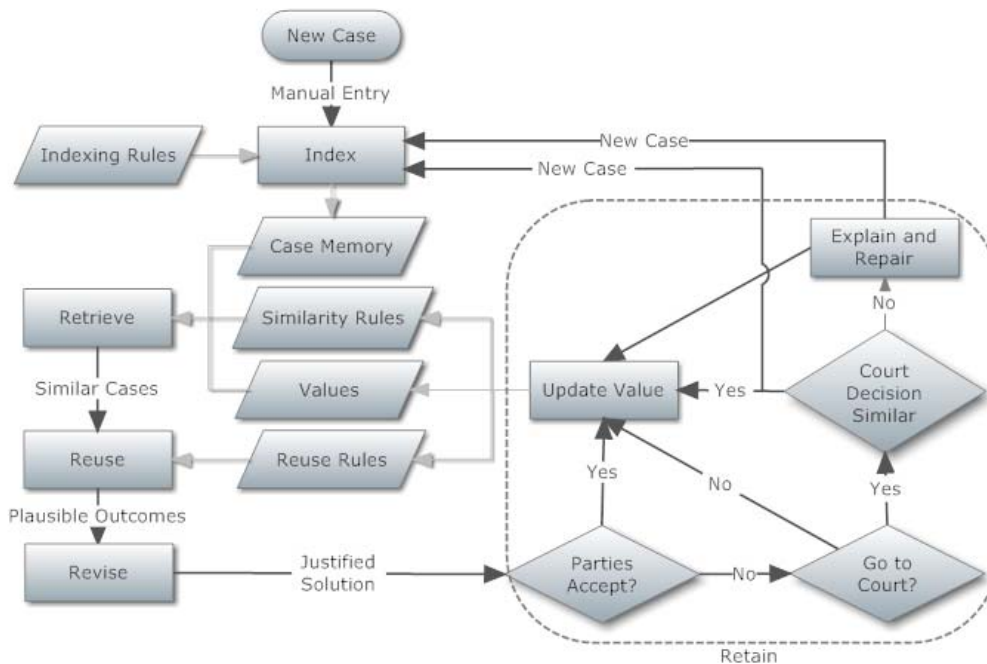 New Case
Manual Entry
Indexing Rules
Index
New Case
New Case
Case Memory
Explain and
Repair
Retrieve
Similarity Rules
No
Similar Cases
Values
Update Value
Yes
Court
Decision
Similar
Reuse
Reuse Rules
Yes
No
Yes
Plausible Outcomes
Revise
Justified
Solution
Parties
Accept?
No
Go to
Court?
Retain